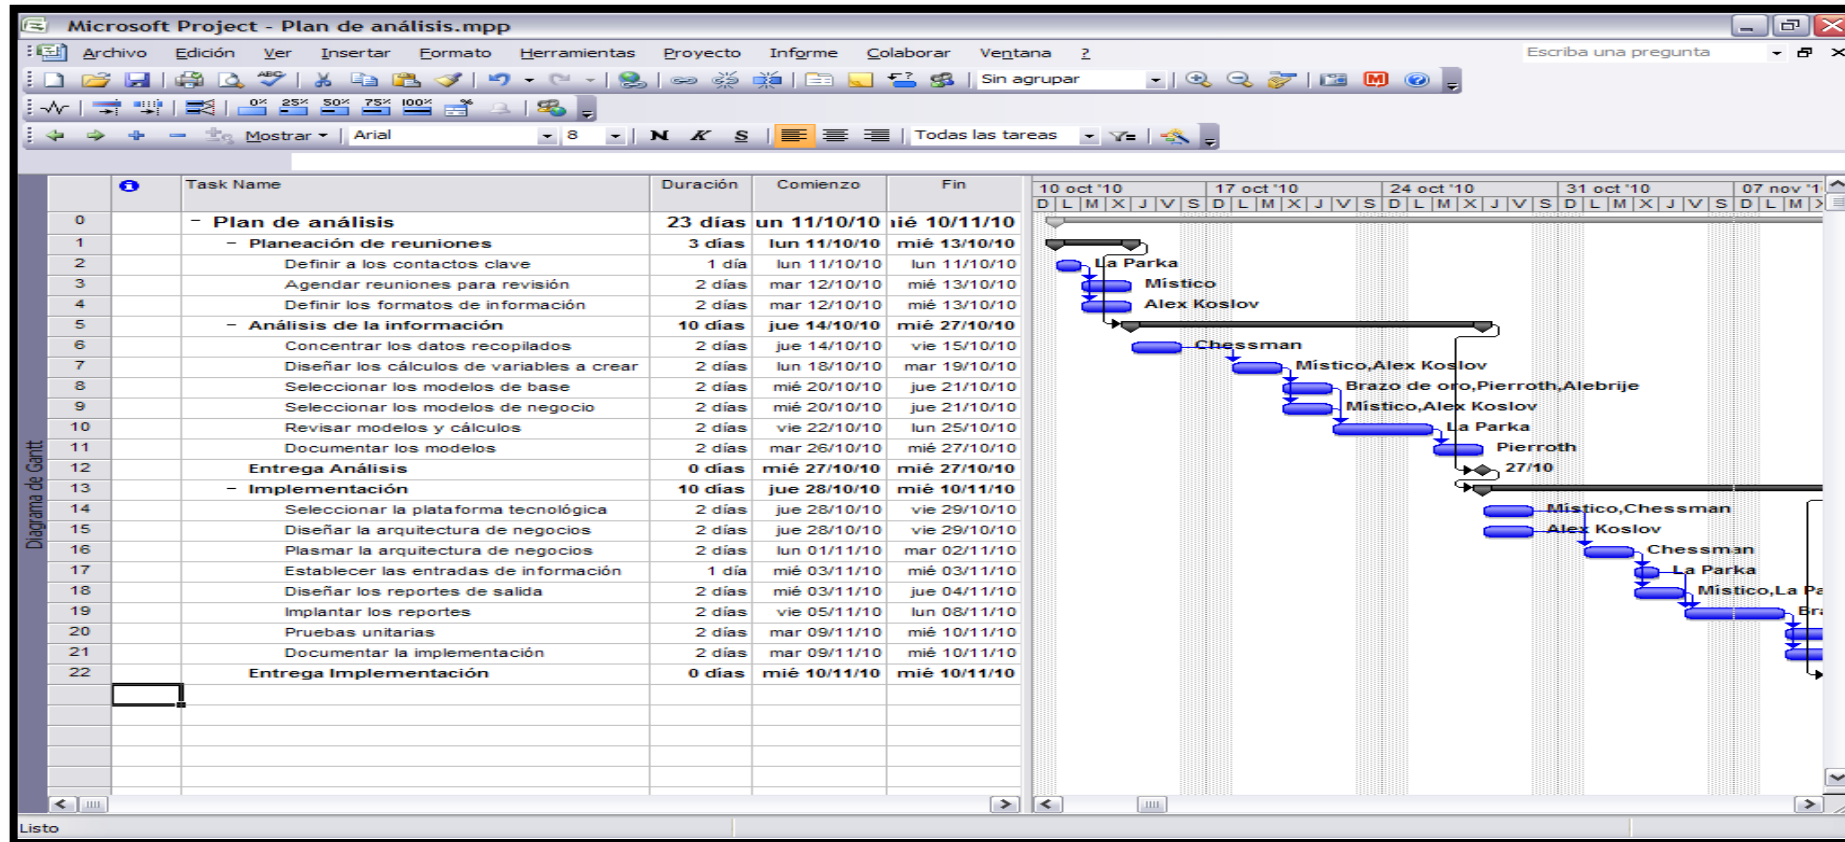 Microsoft Project - Plan de análisis.mpp
Archivo Edición Ver Insertar Formato Herramientas Proyecto Informe Colaborar Ventana ? Escriba una pregunta
Sin agrupar
0% 25% 50% 75% 100%
Mostrar Arial 8 N K S Todas las tareas
Task Name Duración Comienzo Fin 10 oct '10 17 oct '10 24 oct '10 31 oct '10 07 nov '1
D L M X J V S D L M X J V S D L M X J V S D L M X J V S D L M X
0 Plan de análisis 23 días un 11/10/10 nié 10/11/10
1 Planeación de reuniones 3 días lun 11/10/10 mié 13/10/10
2 Definir a los contactos clave 1 día lun 11/10/10 lun 11/10/10 La Parka
3 Agendar reuniones para revisión 2 días mar 12/10/10 mié 13/10/10 Místico
4 Definir los formatos de información 2 días mar 12/10/10 mié 13/10/10 Alex Koslov
5 Análisis de la información 10 días jue 14/10/10 mié 27/10/10
6 Concentrar los datos recopilados 2 días jue 14/10/10 vie 15/10/10 Chessman
7 Diseñar los cálculos de variables a crear 2 días lun 18/10/10 mar 19/10/10 Místico,Alex Koslov
8 Seleccionar los modelos de base 2 días mié 20/10/10 jue 21/10/10 Brazo de oro,Pierroth,Alebrije
9 Seleccionar los modelos de negocio 2 días mié 20/10/10 jue 21/10/10 Místico,Alex Koslov
10 Revisar modelos y cálculos 2 días vie 22/10/10 lun 25/10/10 La Parka
11 Documentar los modelos 2 días mar 26/10/10 mié 27/10/10 Pierroth
12 Entrega Análisis 0 días mié 27/10/10 mié 27/10/10 27/10
13 Implementación 10 días jue 28/10/10 mié 10/11/10
14 Seleccionar la plataforma tecnológica 2 días jue 28/10/10 vie 29/10/10 Místico,Chessman
15 Diseñar la arquitectura de negocios 2 días jue 28/10/10 vie 29/10/10 Alex Koslov
16 Plasmar la arquitectura de negocios 2 días lun 01/11/10 mar 02/11/10 Chessman
17 Establecer las entradas de información 1 día mié 03/11/10 mié 03/11/10 La Parka
18 Diseñar los reportes de salida 2 días mié 03/11/10 jue 04/11/10 Místico,La Pa
19 Implantar los reportes 2 días vie 05/11/10 lun 08/11/10 Bra
20 Pruebas unitarias 2 días mar 09/11/10 mié 10/11/10
21 Documentar la implementación 2 días mar 09/11/10 mié 10/11/10
22 Entrega Implementación 0 días mié 10/11/10 mié 10/11/10
Diagrama de Gantt
Listo